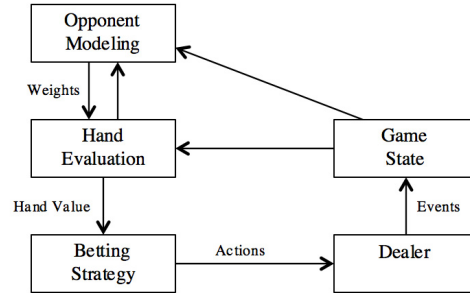 Opponent
Modeling
Weights
Hand
Evaluation
Game
State
Hand Value
Events
Betting
Strategy
Actions
Dealer